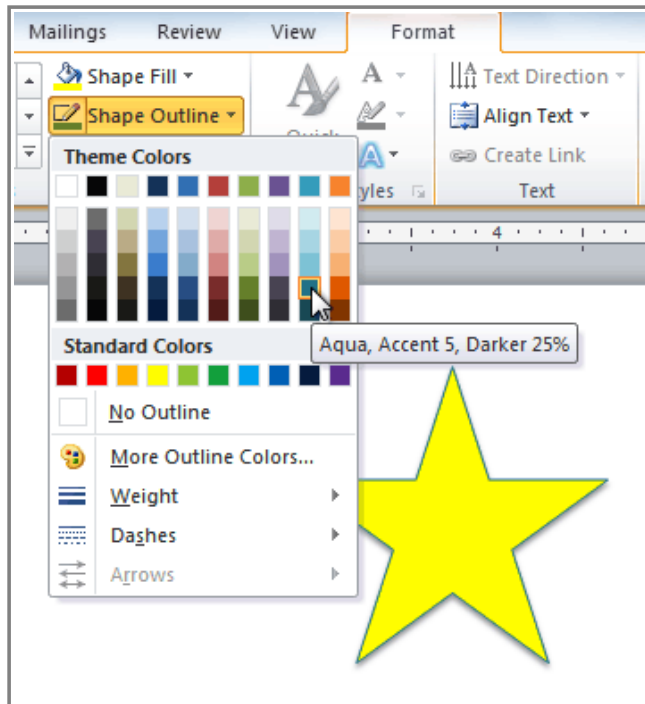 Mailings Review View Format
Shape Fill
Shape Outline
Text Direction
Align Text
Create Link
Text
4
Theme Colors
Aqua, Accent 5, Darker 25%
Standard Colors
No Outline
More Outline Colors...
Weight
Dashes
Arrows